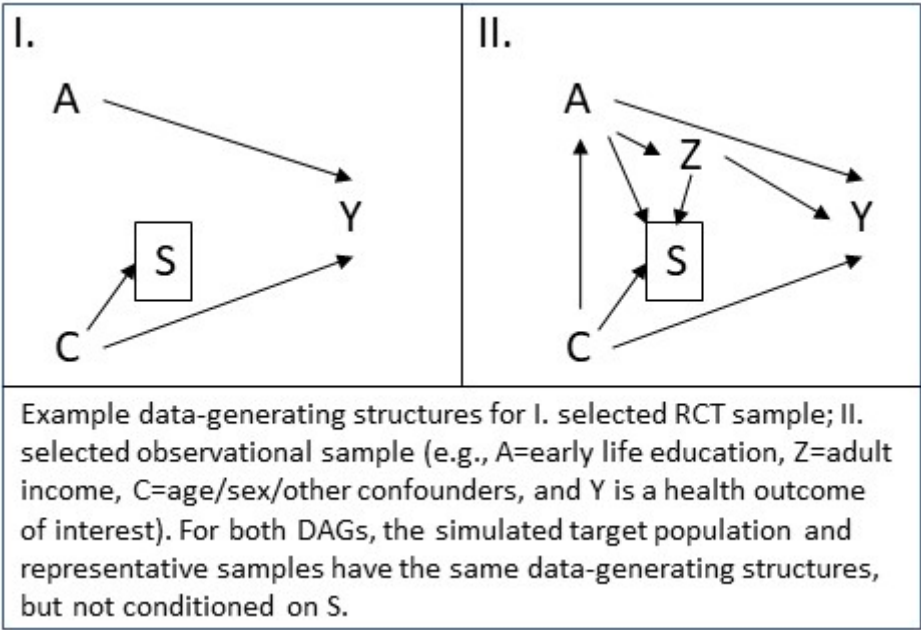 I.
A
Y
S
C
II.
A
Z
Y
S
C
Example data-generating structures for I. selected RCT sample; II.
selected observational sample (e.g., A=early life education, Z=adult
income, C=age/sex/other confounders, and Y is a health outcome
of interest). For both DAGs, the simulated target population and
representative samples have the same data-generating structures,
but not conditioned on S.